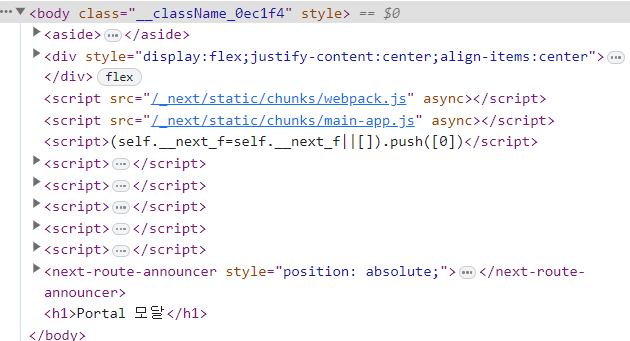 <body class="__className_0ec1f4" style> == $0
<aside>…</aside>
<div style="display:flex;justify-content:center;align-items:center">…
</div> flex
<script src="/_next/static/chunks/webpack.js" async></script>
<script src="/_next/static/chunks/main-app.js" async></script>
<script>(self.__next_f=self.__next_f||[]).push([0])</script>
<script>…</script>
<script>…</script>
<script>…</script>
<script>…</script>
<script>…</script>
<next-route-announcer style="position: absolute;">…</next-route-
announcer>
<h1>Portal 모달</h1>
</body>